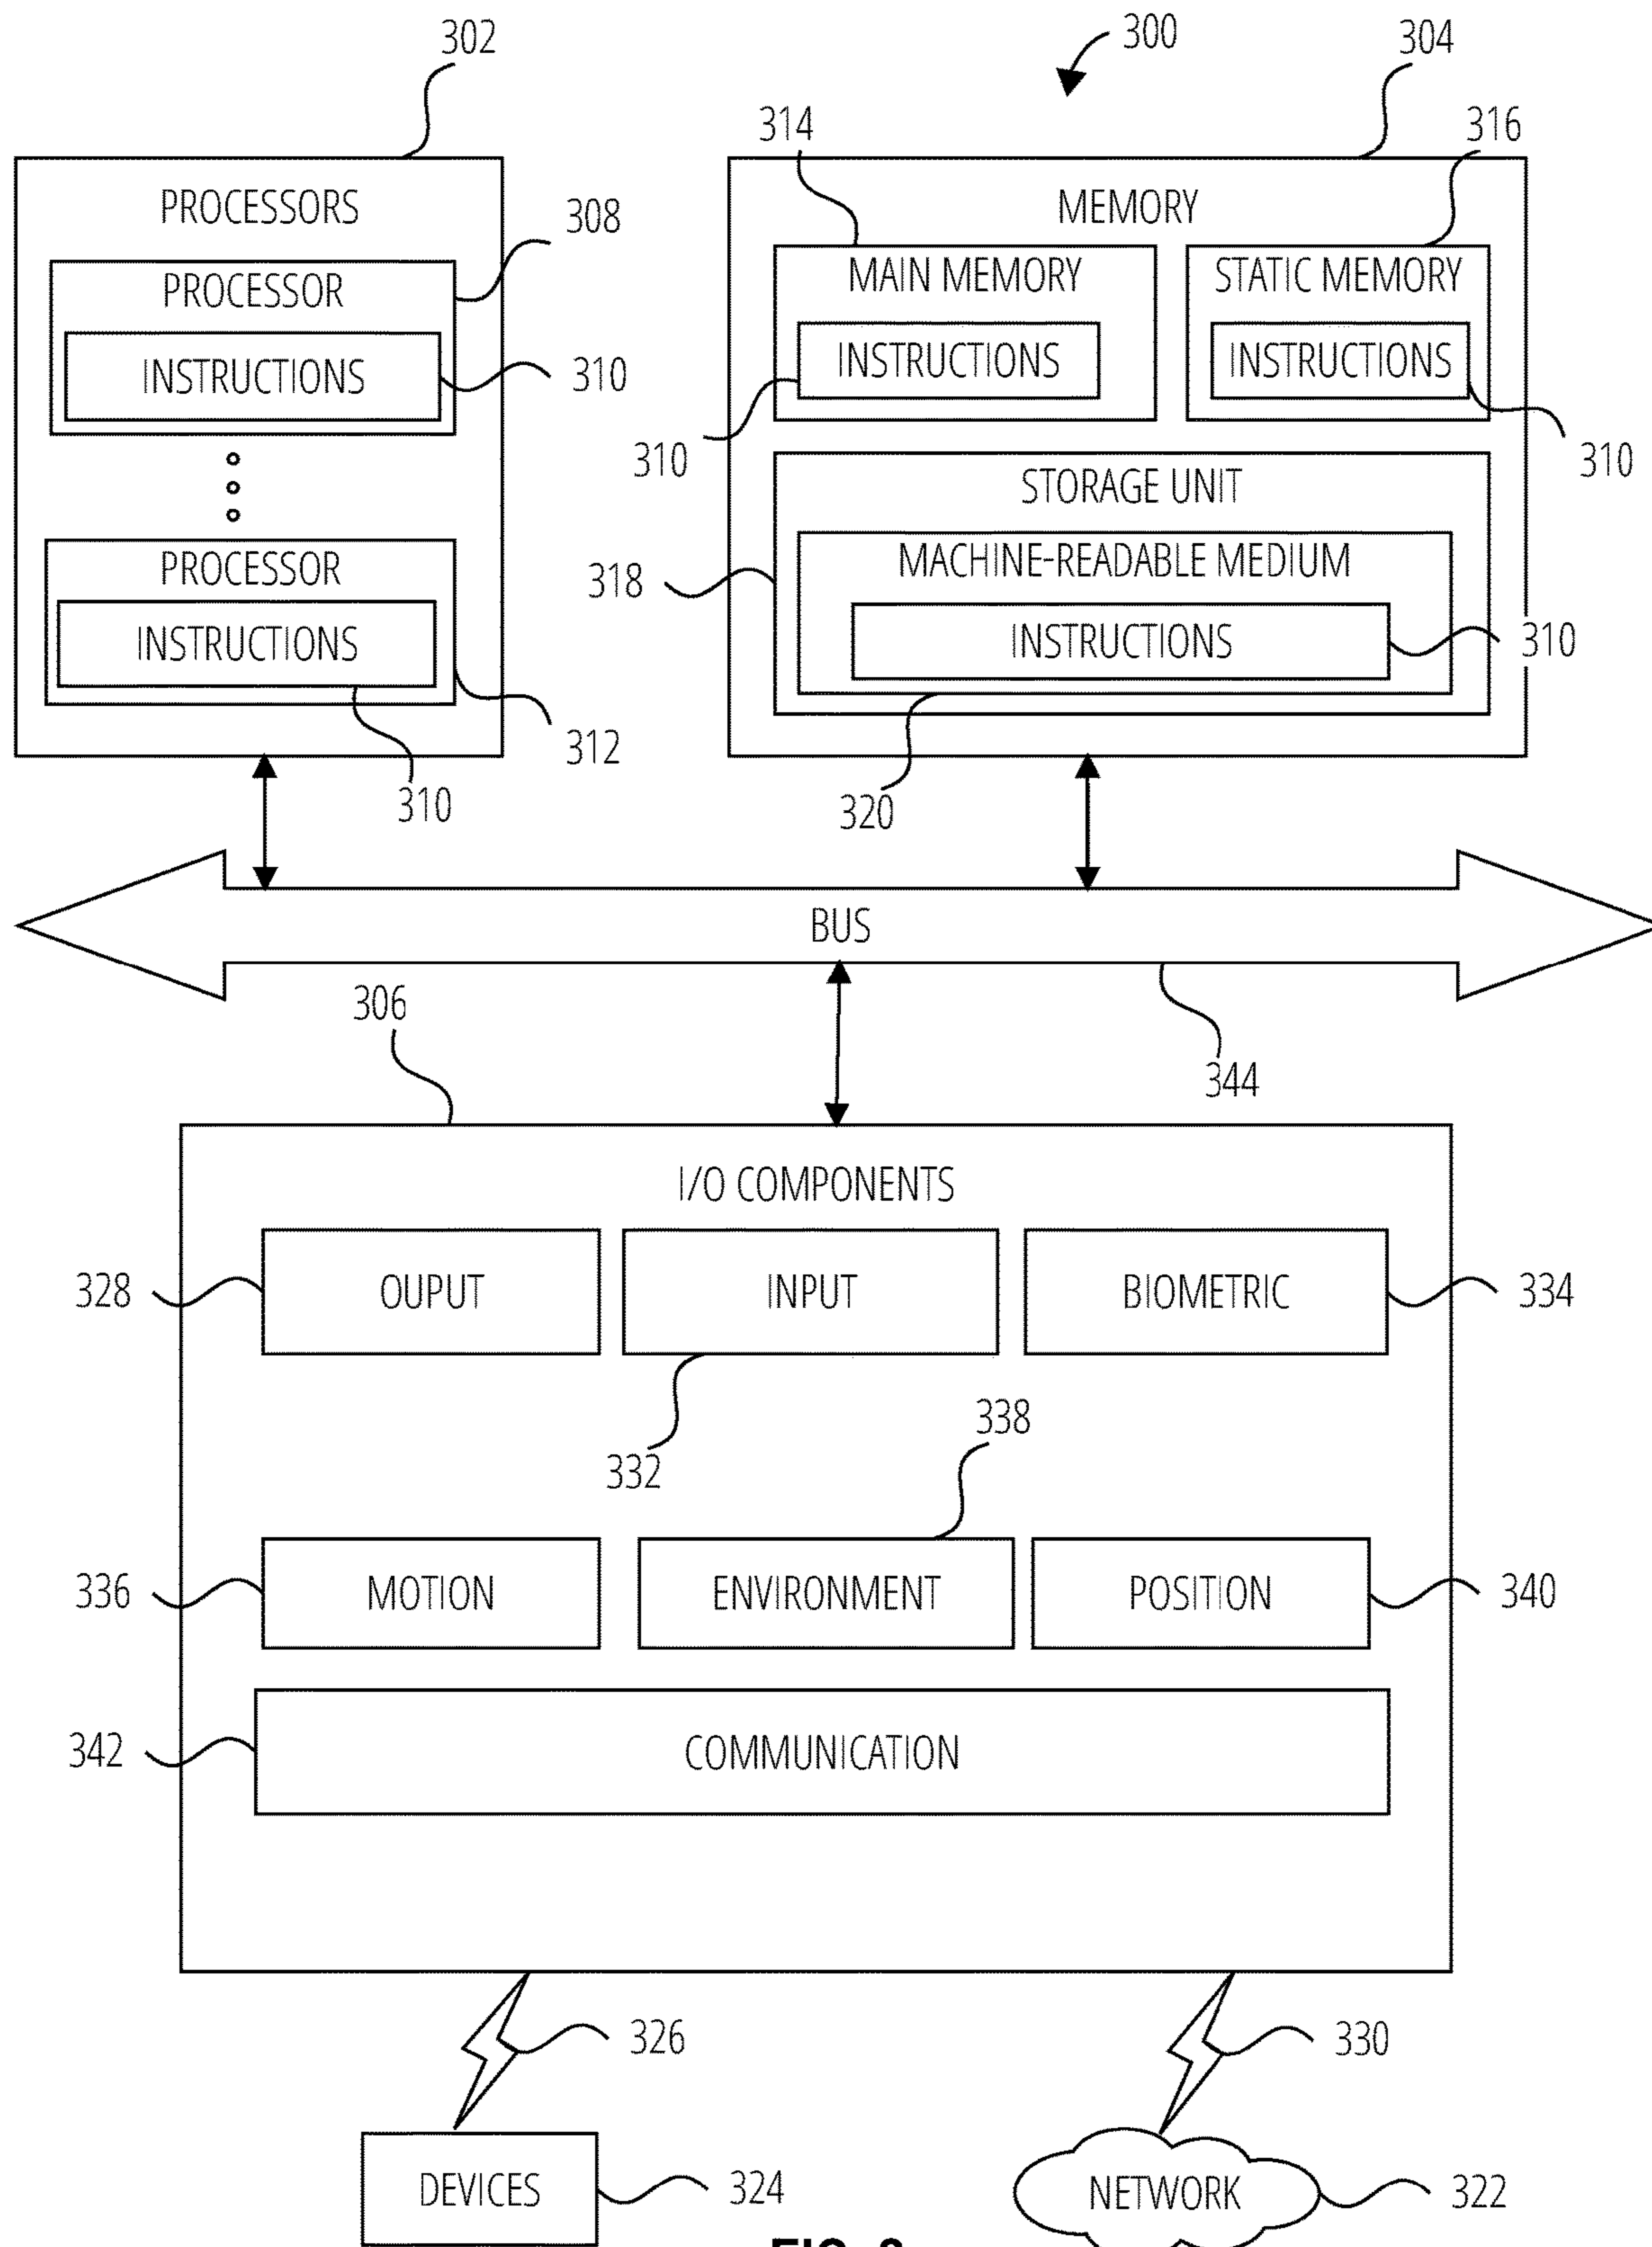 302
300
304
314
316
PROCESSORS
308
MEMORY
PROCESSOR
MAIN MEMORY
STATIC MEMORY
INSTRUCTIONS
310
INSTRUCTIONS
INSTRUCTIONS
310
310
STORAGE UNIT
PROCESSOR
MACHINE-READABLE MEDIUM
318
INSTRUCTIONS
INSTRUCTIONS
310
312
310
320
BUS
306
344
I/O COMPONENTS
328
OUPUT
INPUT
BIOMETRIC
334
338
332
336
MOTION
ENVIRONMENT
POSITION
340
342
COMMUNICATION
326
330
DEVICES
324
NETWORK
322